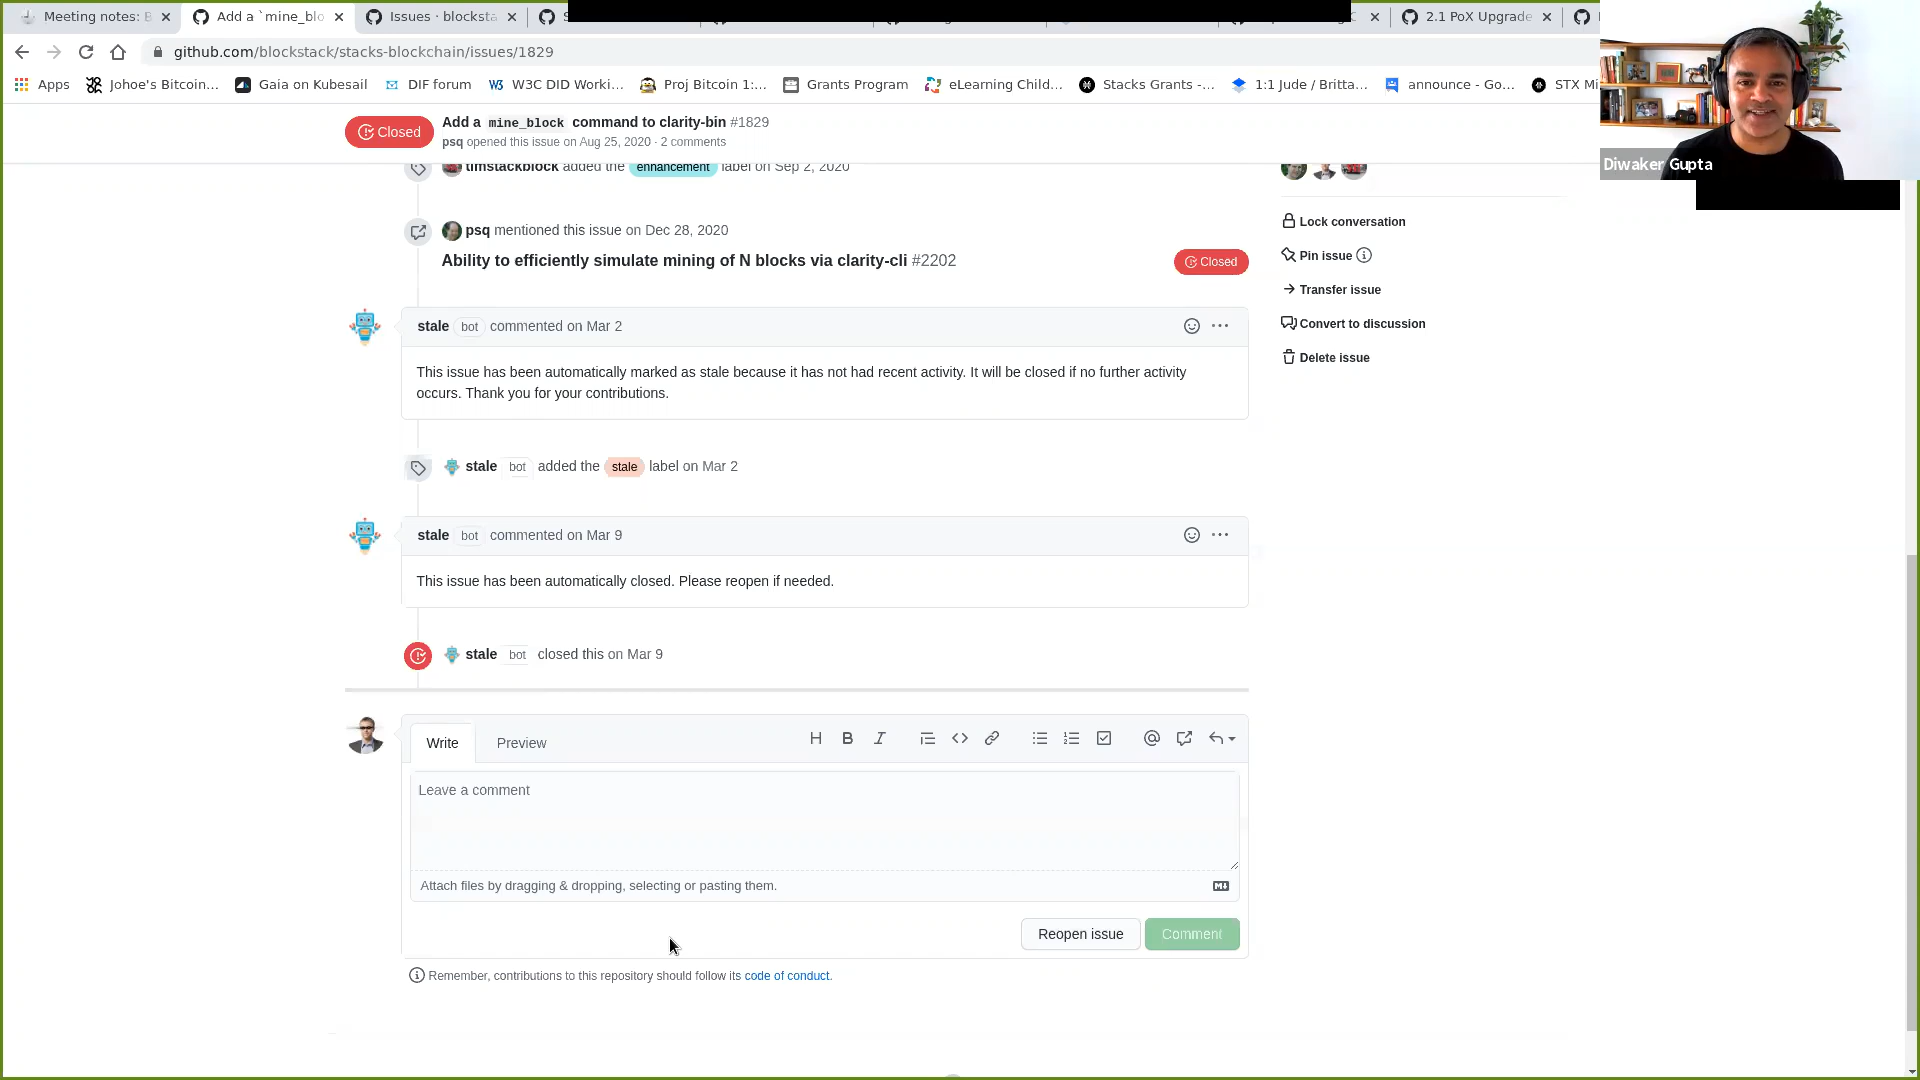 Meeting notes: B
Add a `mine_blo
Issues · blocksta
2.1 PoX Upgrade
github.com/blockstack/stacks-blockchain/issues/1829
Apps
Johoe's Bitcoin...
Gaia on Kubesail
DIF forum
W3C DID Worki...
Proj Bitcoin 1:...
Grants Program
eLearning Child...
Stacks Grants -...
1:1 Jude / Britta...
announce - Go...
STX Mi
Diwaker Gupta
Closed
Add a mine_block command to clarity-bin #1829
psq opened this issue on Aug 25, 2020 · 2 comments
timstackblock added the enhancement label on Sep 2, 2020
psq mentioned this issue on Dec 28, 2020
Ability to efficiently simulate mining of N blocks via clarity-cli #2202
Closed
Lock conversation
Pin issue
Transfer issue
Convert to discussion
Delete issue
stale bot commented on Mar 2
This issue has been automatically marked as stale because it has not had recent activity. It will be closed if no further activity
occurs. Thank you for your contributions.
stale bot added the stale label on Mar 2
stale bot commented on Mar 9
This issue has been automatically closed. Please reopen if needed.
stale bot closed this on Mar 9
Write
Preview
Leave a comment
Attach files by dragging & dropping, selecting or pasting them.
Reopen issue
Comment
Remember, contributions to this repository should follow its code of conduct.